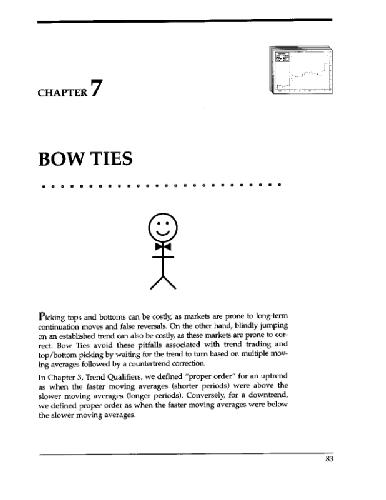 CHAPTER 7
BOW TIES
Picking tops and bottoms can be costly, as markets are prone to long-term
continuation moves and false reversals. On the other hand, blindly jumping
on an established trend can also be costly, as these markets are prone to cor-
rect. Bow Ties avoid these pitfalls associated with trend trading and
top/bottom picking by waiting for the trend to turn based on multiple mov-
ing averages followed by a countertrend correction.
In Chapter 3, Trend Qualifiers, we defined "proper order" for an uptrend
as when the faster moving averages (shorter periods) were above the
slower moving averages (longer periods). Conversely, for a downtrend,
we defined proper order as when the faster moving averages were below
the slower moving averages.
83